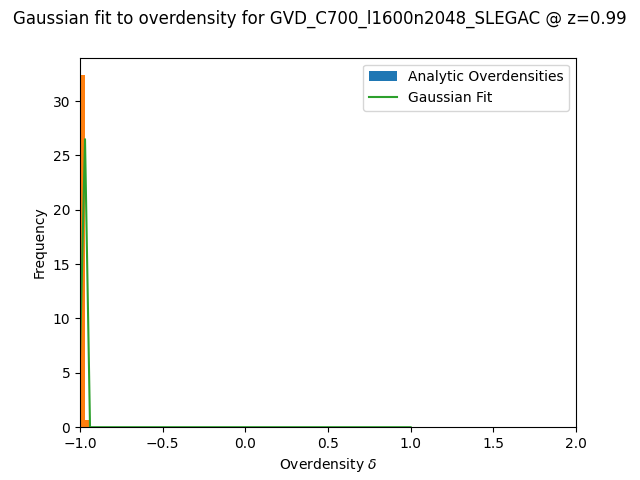 Gaussian fit to overdensity for GVD_C700_l1600n2048_SLEGAC @ z=0.99
Analytic Overdensities
Gaussian Fit
Frequency
30
25
20
15
10
5
0
−1.0 −0.5 0.0 0.5 1.0 1.5 2.0
Overdensity δ